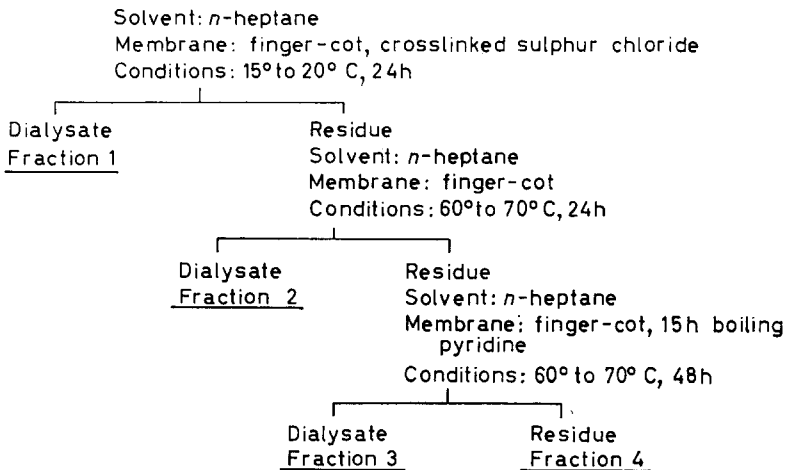 Solvent: n-heptane
Membrane: finger-cot, crosslinked sulphur chloride
Conditions: 15° to 20° C, 24h
Dialysate
Fraction 1
Residue
Solvent: n-heptane
Membrane: finger-cot
Conditions: 60° to 70° C, 24h
Dialysate
Fraction 2
Residue
Solvent: n-heptane
Membrane: finger-cot, 15h boiling
pyridine
Conditions: 60° to 70° C, 48h
Dialysate
Fraction 3
Residue
Fraction 4